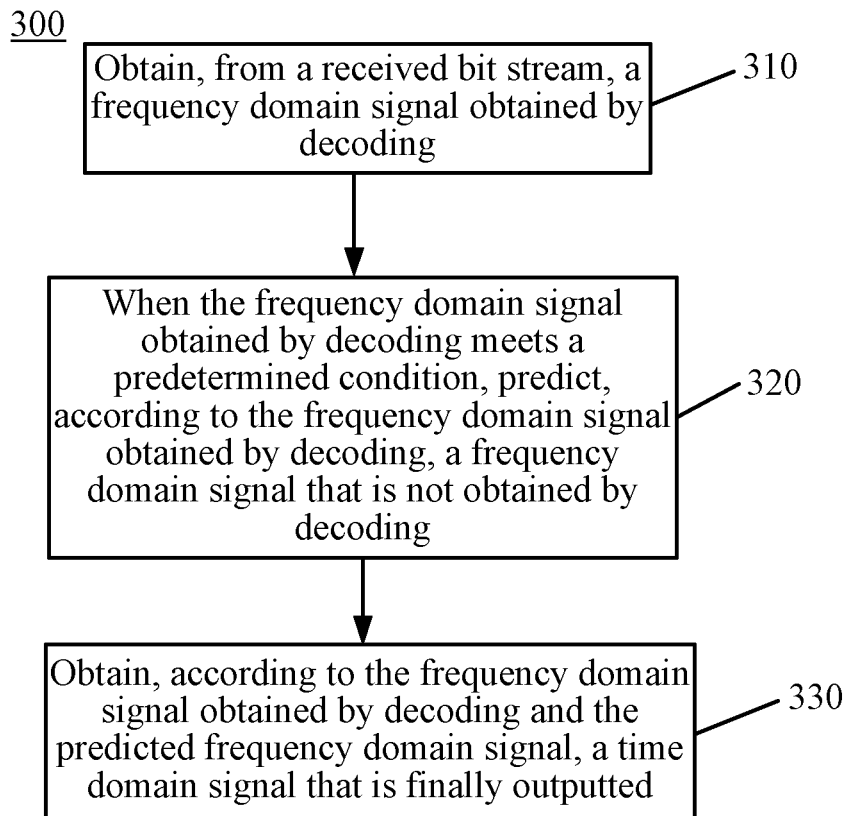 300
Obtain, from a received bit stream, a
frequency domain signal obtained by
decoding
310
When the frequency domain signal
obtained by decoding meets a
predetermined condition, predict,
according to the frequency domain signal
obtained by decoding, a frequency
domain signal that is not obtained by
decoding
320
Obtain, according to the frequency domain
signal obtained by decoding and the
predicted frequency domain signal, a time
domain signal that is finally outputted
330